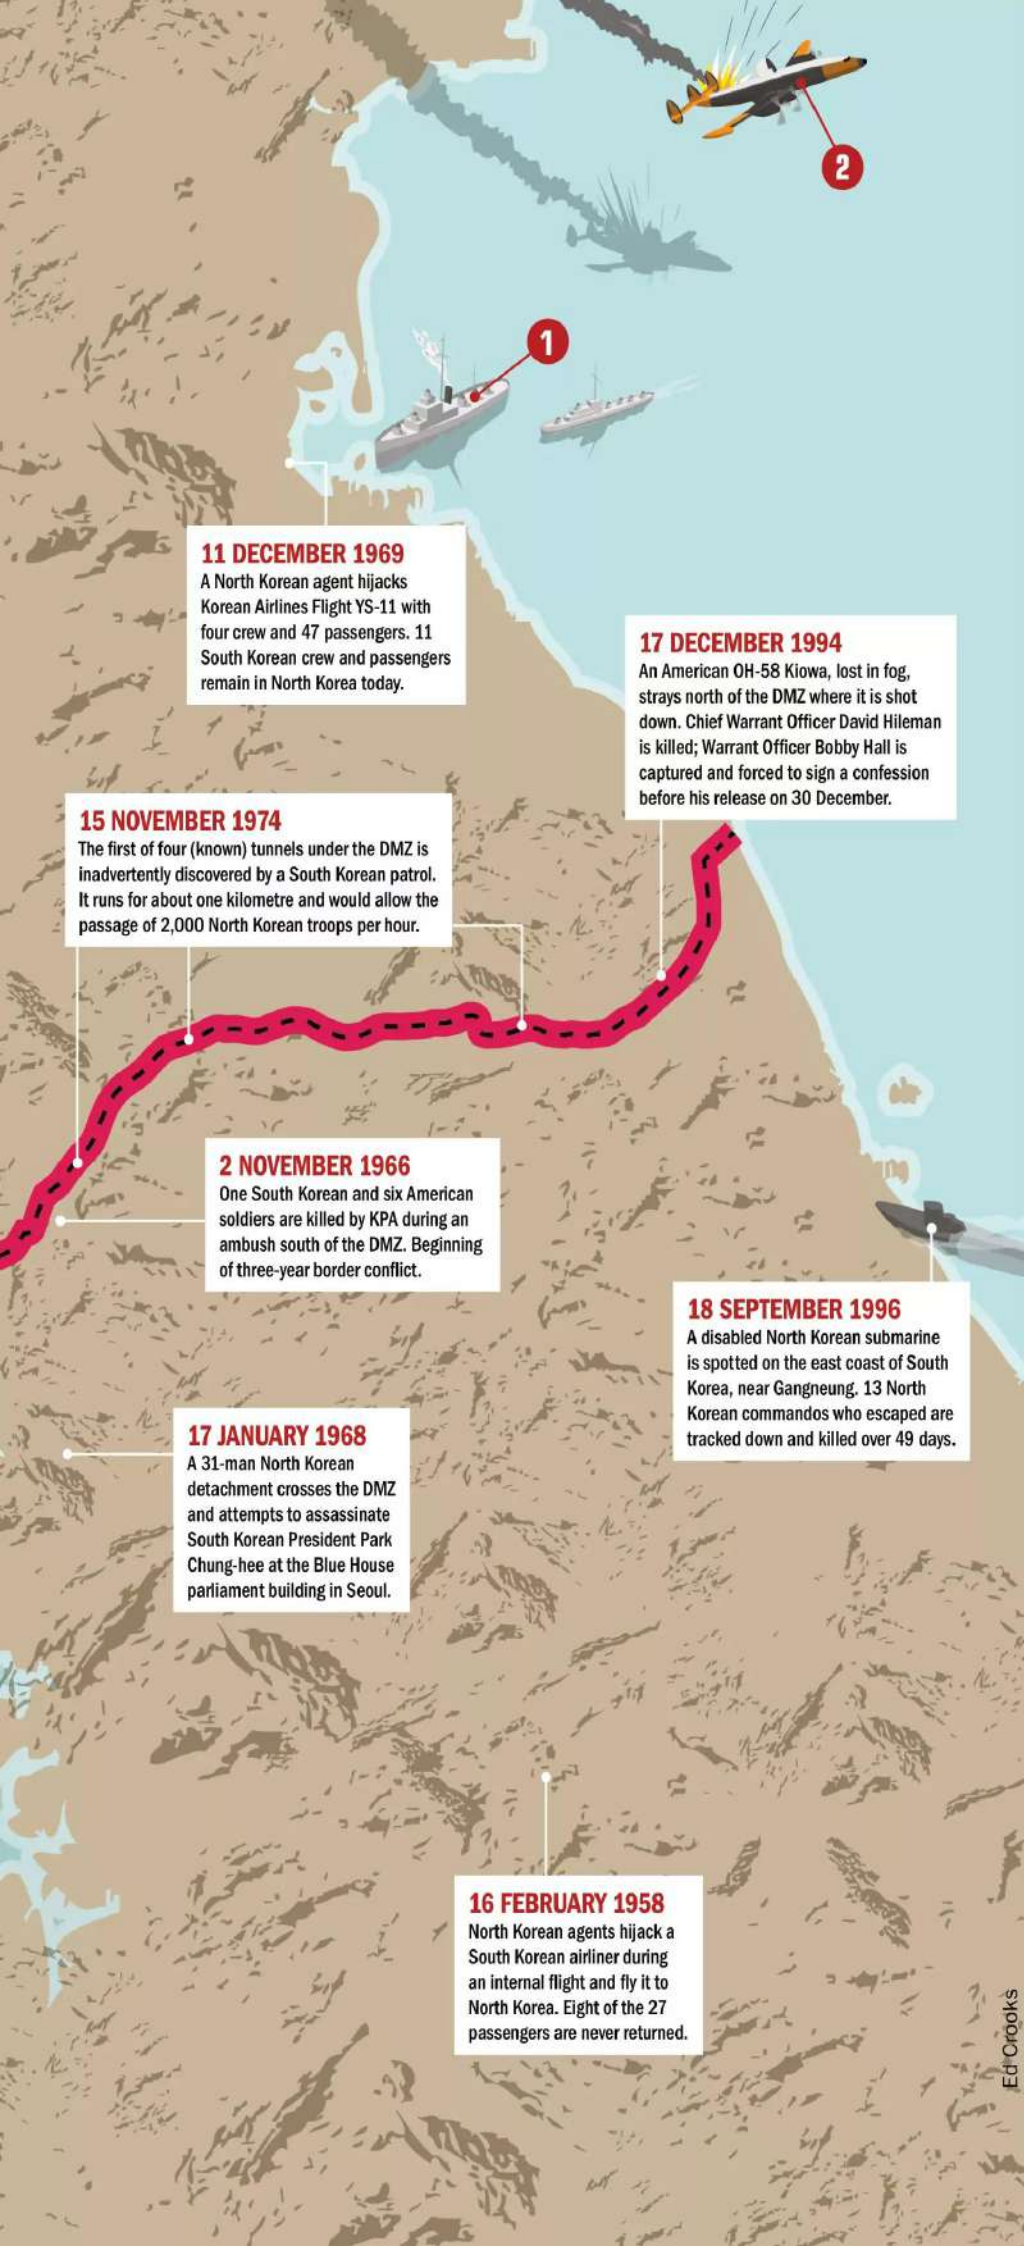 2
1
11 DECEMBER 1969
A North Korean agent hijacks
Korean Airlines Flight YS-11 with
four crew and 47 passengers. 11
South Korean crew and passengers
remain in North Korea today.
17 DECEMBER 1994
An American OH-58 Kiowa, lost in fog,
strays north of the DMZ where it is shot
down. Chief Warrant Officer David Hileman
is killed; Warrant Officer Bobby Hall is
captured and forced to sign a confession
before his release on 30 December.
15 NOVEMBER 1974
The first of four (known) tunnels under the DMZ is
inadvertently discovered by a South Korean patrol.
It runs for about one kilometre and would allow the
passage of 2,000 North Korean troops per hour.
2 NOVEMBER 1966
One South Korean and six American
soldiers are killed by KPA during an
ambush south of the DMZ. Beginning
of three-year border conflict.
18 SEPTEMBER 1996
A disabled North Korean submarine
is spotted on the east coast of South
Korea, near Gangneung. 13 North
Korean commandos who escaped are
tracked down and killed over 49 days.
17 JANUARY 1968
A 31-man North Korean
detachment crosses the DMZ
and attempts to assassinate
South Korean President Park
Chung-hee at the Blue House
parliament building in Seoul.
16 FEBRUARY 1958
North Korean agents hijack a
South Korean airliner during
an internal flight and fly it to
North Korea. Eight of the 27
passengers are never returned.
Ed Crooks